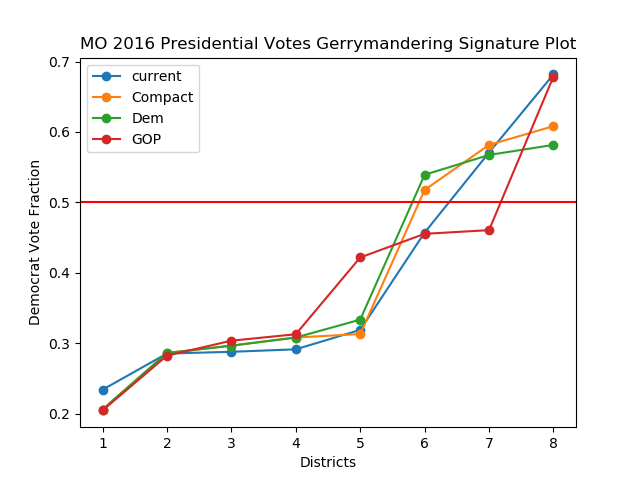 MO 2016 Presidential Votes Gerrymandering Signature Plot
current
Compact
Dem
GOP
Democrat Vote Fraction
0.7
0.6
0.5
0.4
0.3
0.2
1 2 3 4 5 6 7 8
Districts